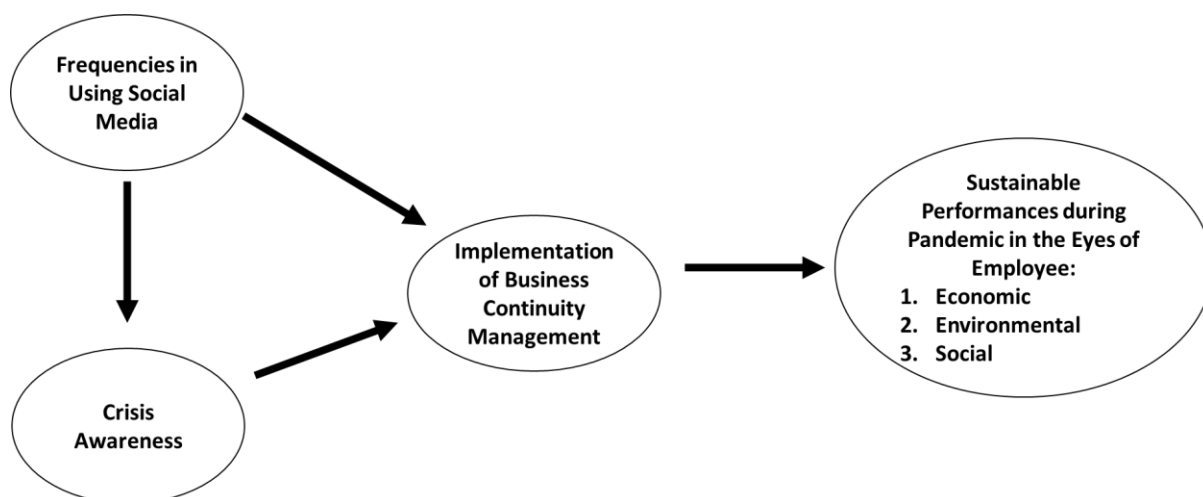 Frequencies in
Using Social
Media
Implementation
of Business
Continuity
Management
Crisis
Awareness
Sustainable
Performances during
Pandemic in the Eyes of
Employee:
1. Economic
2. Environmental
3. Social